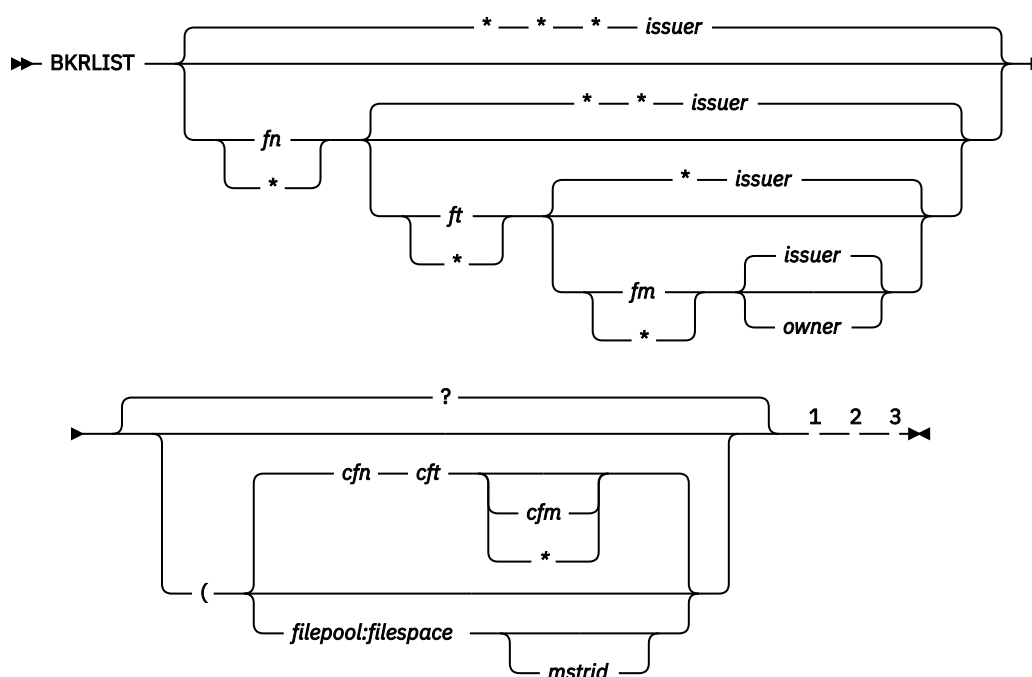 * * * issuer
BKRLIST
* * issuer
fn
*
* issuer
ft
*
issuer
fm
*
owner
?
1 2 3
cfn cft
cfm
*
(
filepool:filespace
mstrid